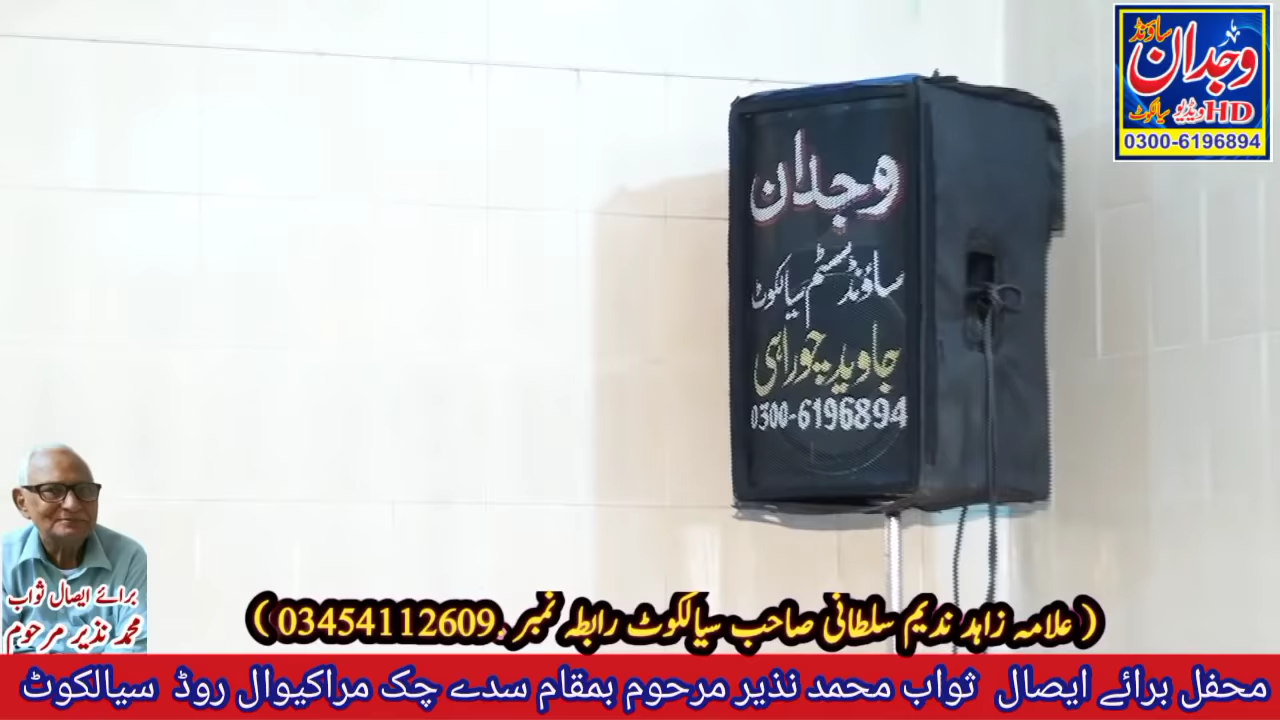 وجدان
ساؤنڈ
HD ویڈیو سیالکوٹ
0300-6196894
وجدان
ساؤنڈ سسٹم سیالکوٹ
جاوید چوراہی
0300-6196894
برائے ایصال ثواب
محمد نذیر مرحوم
( علامہ زاہد ندیم سلطانی صاحب سیالکوٹ رابطہ نمبر .03454112609 )
محفل برائے ایصال ثواب محمد نذیر مرحوم بمقام سدے چک مراکیوال روڈ سیالکوٹ